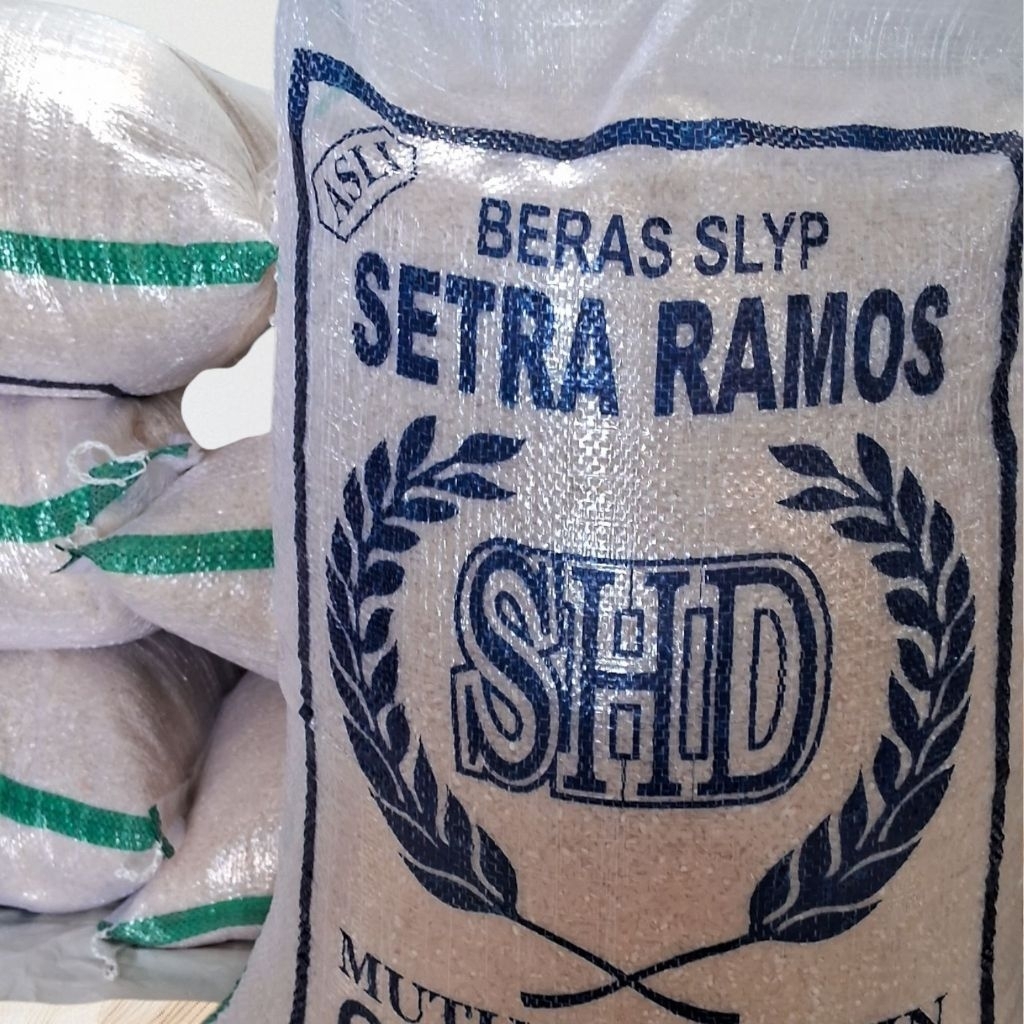 ASLI
BERAS SLYP
SETRA RAMOS
SHD